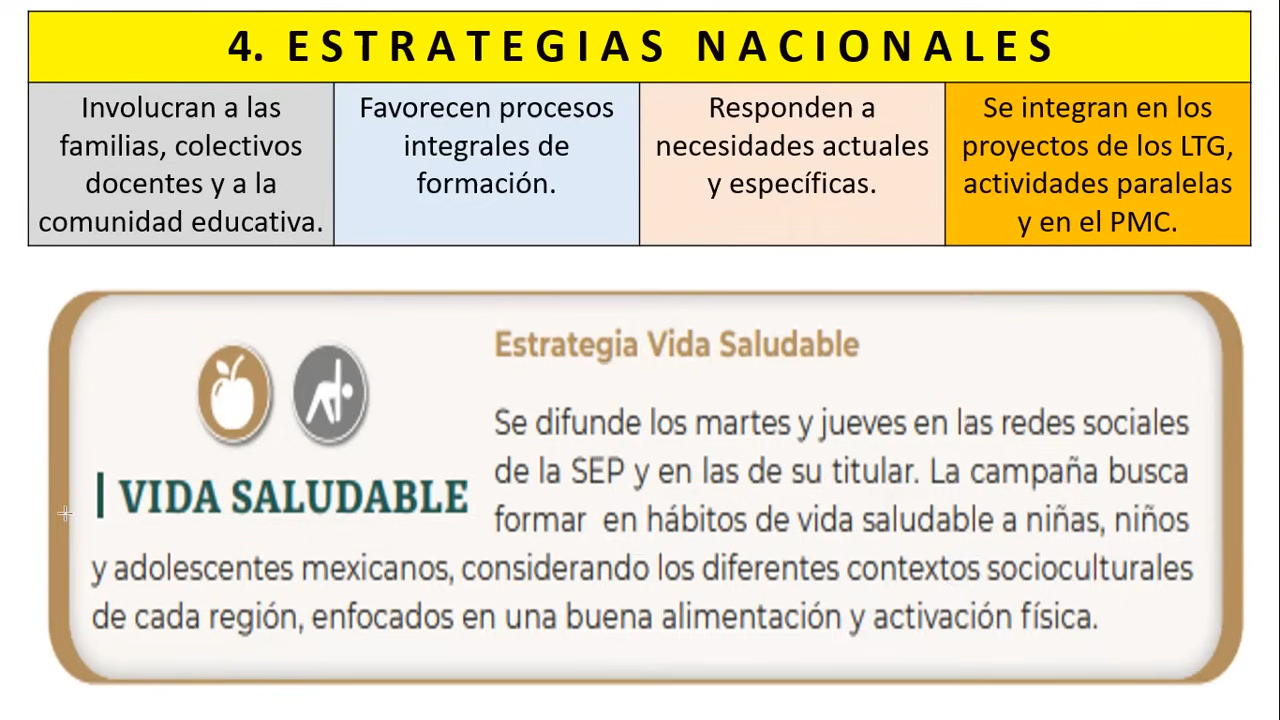 4. ESTRATEGIAS NACIONALES
Involucran a las
familias, colectivos
docentes y a la
comunidad educativa.
Favorecen procesos
integrales de
formación.
Responden a
necesidades actuales
y específicas.
Se integran en los
proyectos de los LTG,
actividades paralelas
y en el PMC.
VIDA SALUDABLE
Estrategia Vida Saludable
Se difunde los martes y jueves en las redes sociales
de la SEP y en las de su titular. La campaña busca
formar en hábitos de vida saludable a niñas, niños
y adolescentes mexicanos, considerando los diferentes contextos socioculturales
de cada región, enfocados en una buena alimentación y activación física.